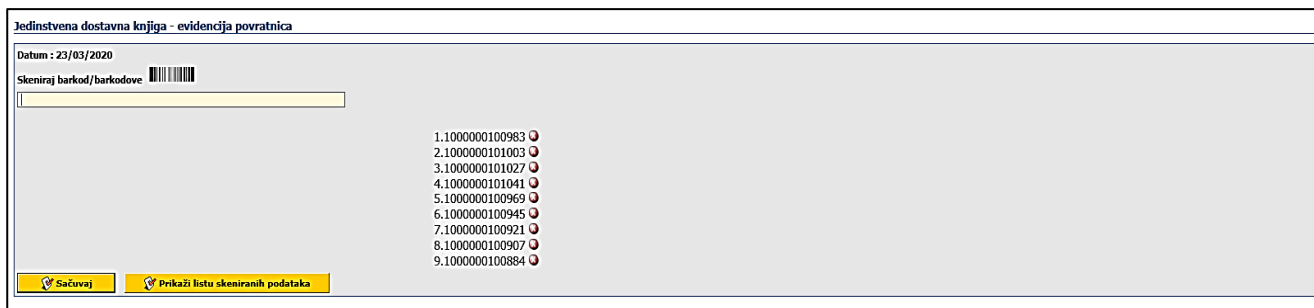 Jedinstvena dostavna knjiga - evidencija povratnica
Datum : 23/03/2020
Skeniraj barkod/barkodove
1.1000000100983
2.1000000101003
3.1000000101027
4.1000000101041
5.1000000100969
6.1000000100945
7.1000000100921
8.1000000100907
9.1000000100884
Sačuvaj Prikaži listu skeniranih podataka